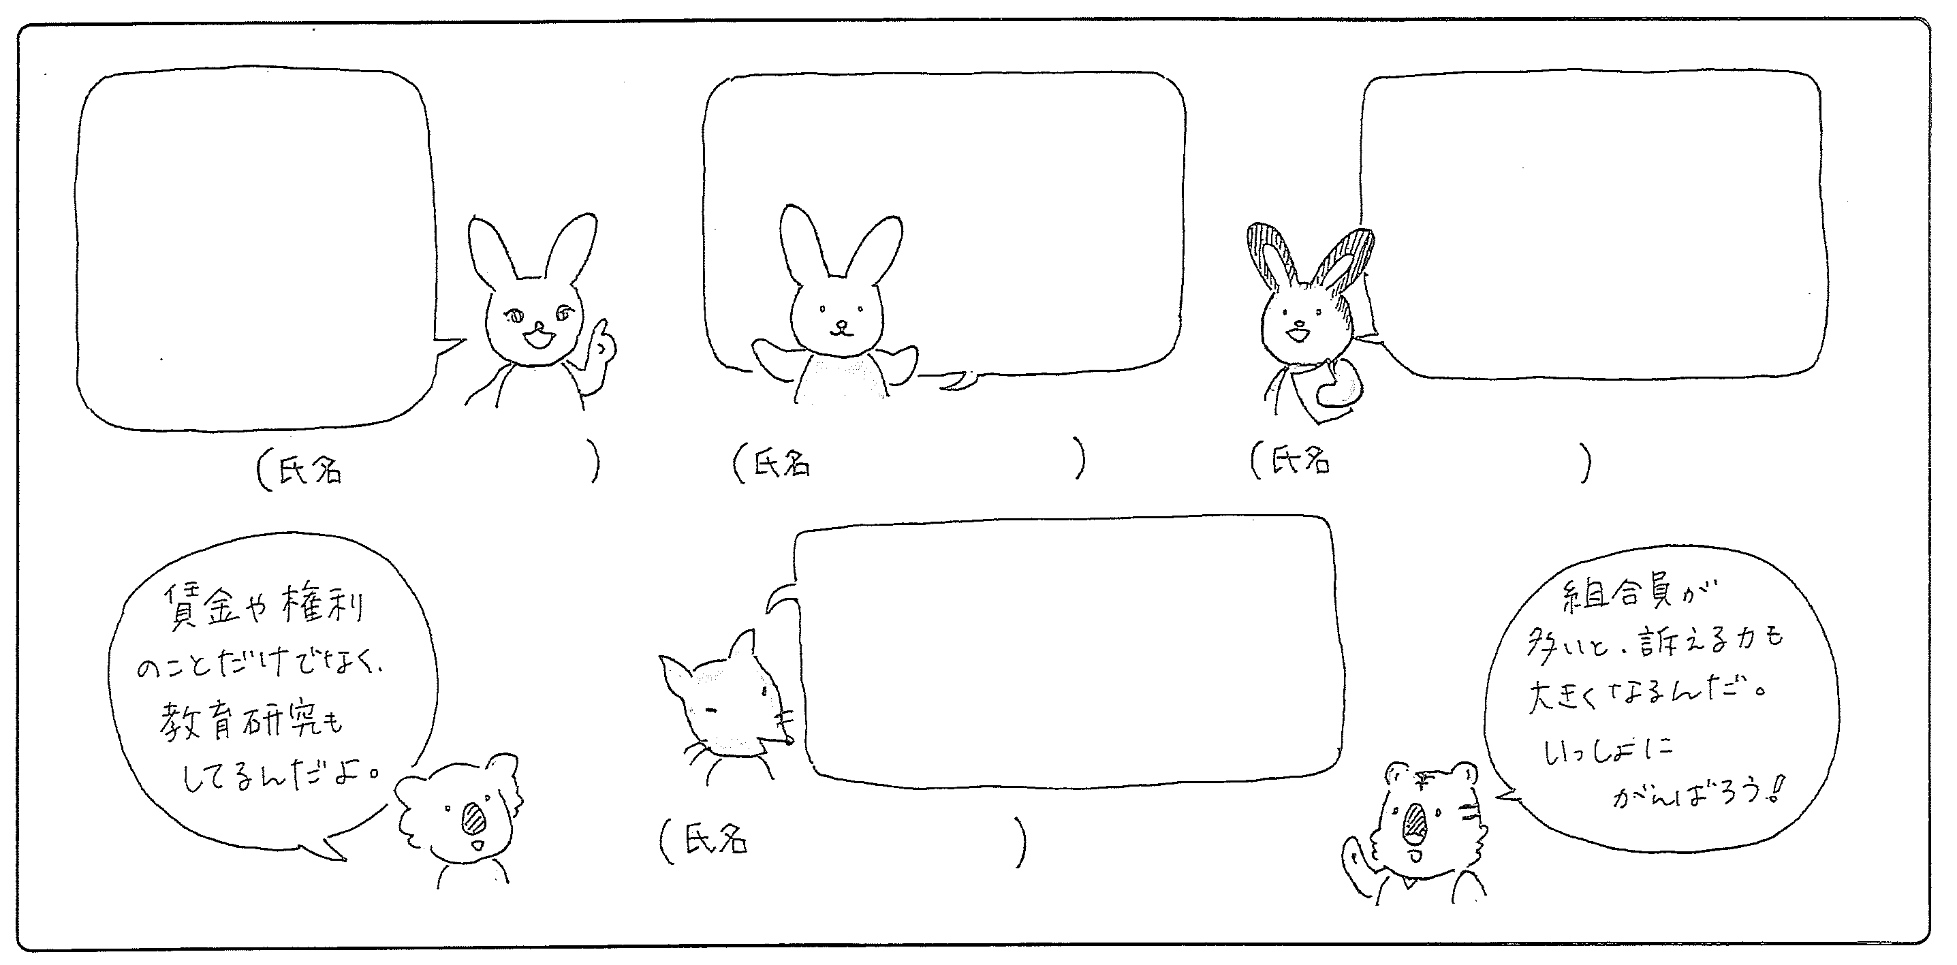 (氏名　　　)
(氏名　　　)
(氏名　　　)
賃金や権利
のことだけでなく、
教育研究も
してるんだよ。
(氏名　　　)
組合員が
多いと、訴える力も
大きくなるんだ。
いっしょに
がんばろう!